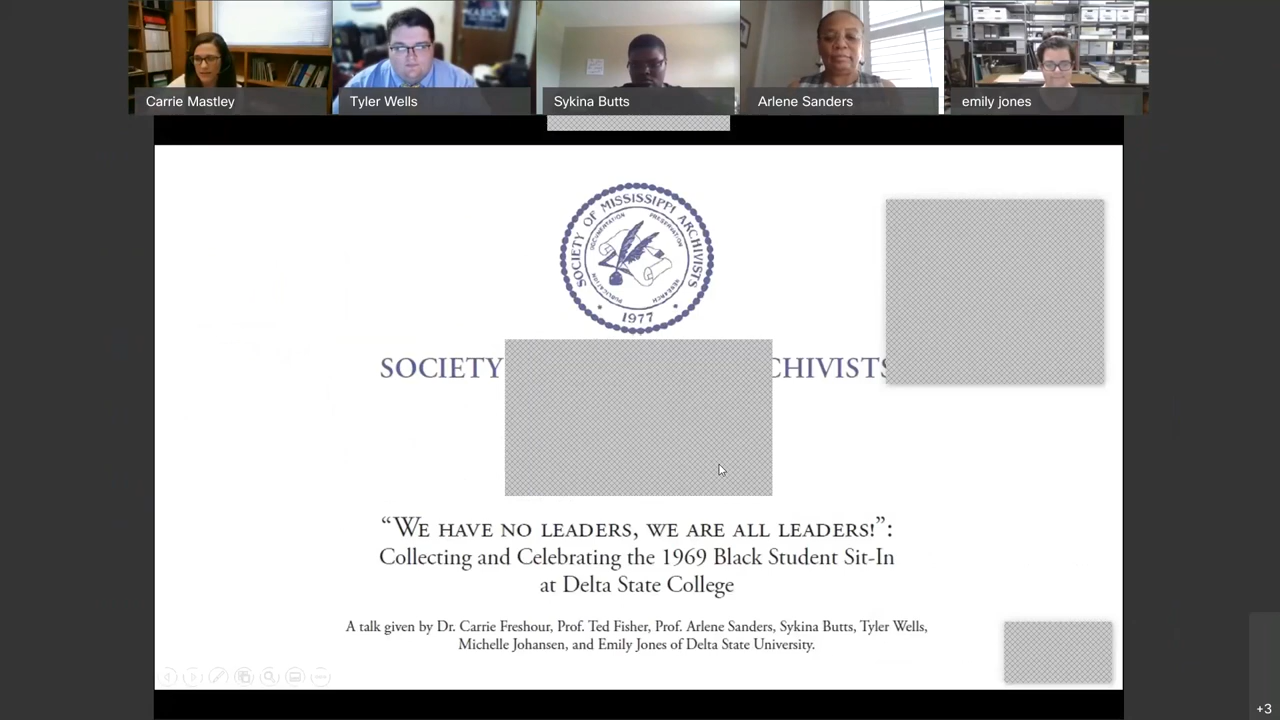 Carrie Mastley
Tyler Wells
Sykina Butts
Arlene Sanders
emily jones
SOCIETY OF MISSISSIPPI ARCHIVISTS
DOCUMENTATION
PRESERVATION
PUBLICATION
RESEARCH
1977
SOCIETY CHIVISTS
“WE HAVE NO LEADERS, WE ARE ALL LEADERS!”:
Collecting and Celebrating the 1969 Black Student Sit-In
at Delta State College
A talk given by Dr. Carrie Freshour, Prof. Ted Fisher, Prof. Arlene Sanders, Sykina Butts, Tyler Wells,
Michelle Johansen, and Emily Jones of Delta State University.
+3